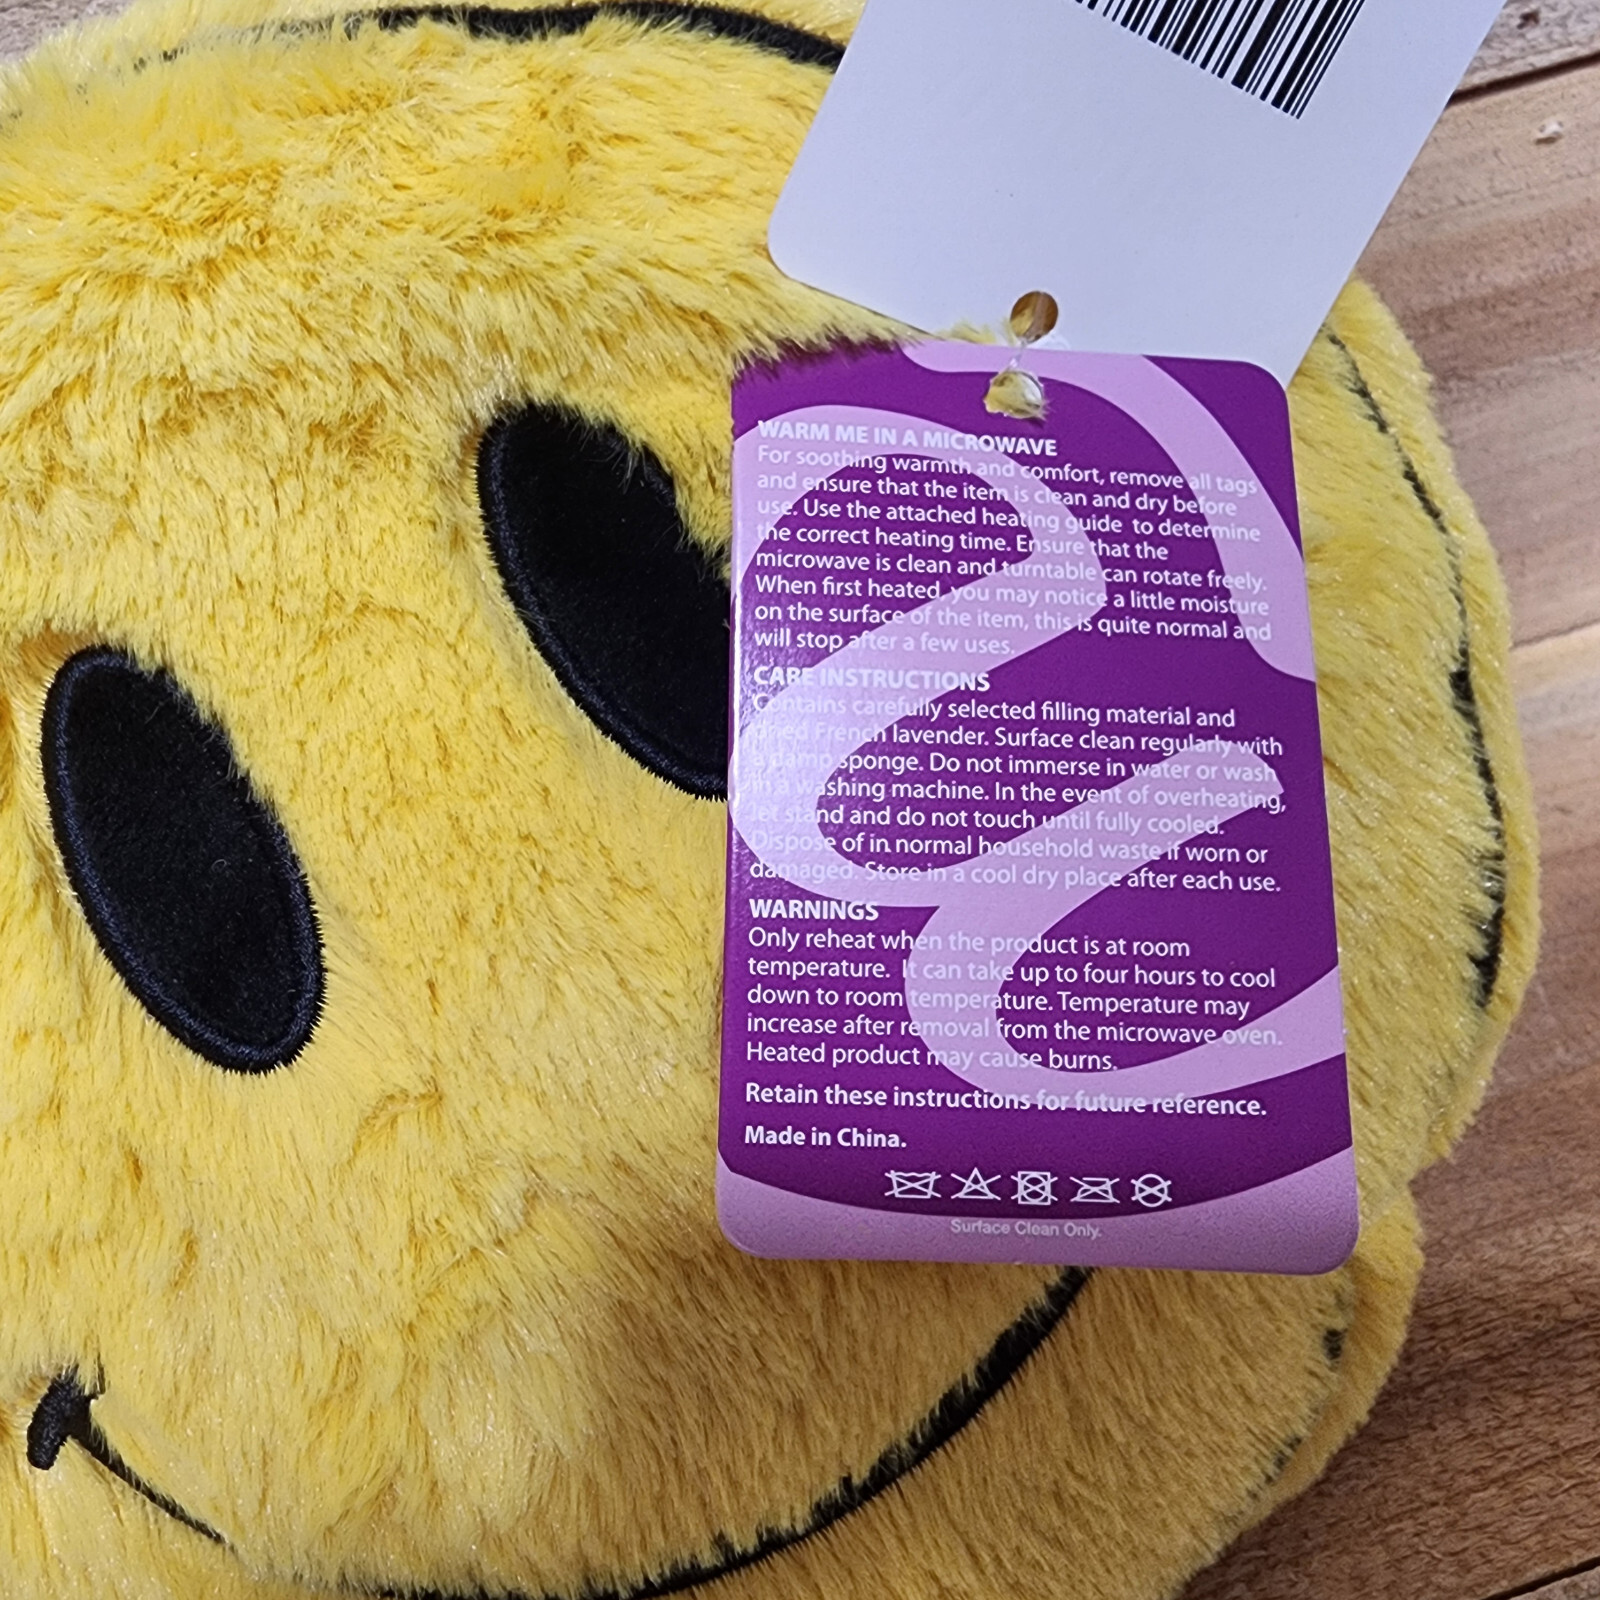 WARM ME IN A MICROWAVE
For soothing warmth and comfort, remove all tags
and ensure that the item is clean and dry before
use. Use the attached heating guide to determine
the correct heating time. Ensure that the
microwave is clean and turntable can rotate freely.
When first heated, you may notice a little moisture
on the surface of the item, this is quite normal and
will stop after a few uses.
CARE INSTRUCTIONS
Contains carefully selected filling material and
dried French lavender. Surface clean regularly with
a damp sponge. Do not immerse in water or wash
in a washing machine. In the event of overheating,
let stand and do not touch until fully cooled.
Dispose of in normal household waste if worn or
damaged. Store in a cool dry place after each use.
WARNINGS
Only reheat when the product is at room
temperature. It can take up to four hours to cool
down to room temperature. Temperature may
increase after removal from the microwave oven.
Heated product may cause burns.
Retain these instructions for future reference.
Made in China.
Surface Clean Only.